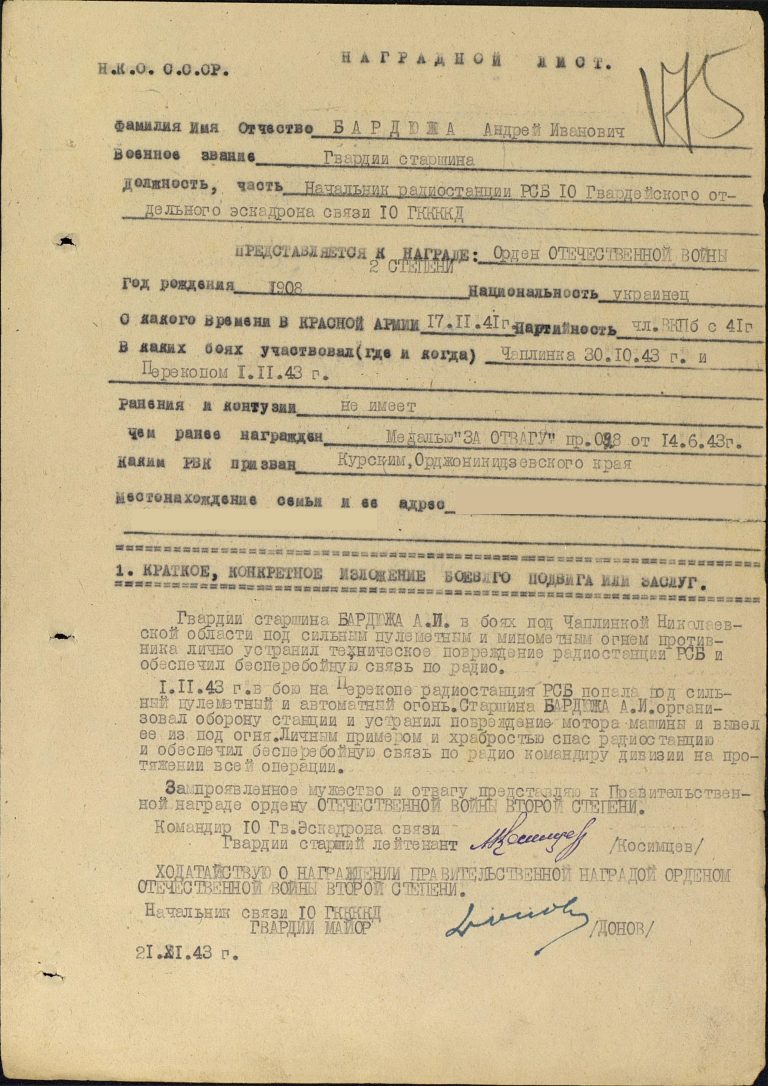 Н.К.О. С.С.СР.
НАГРАДНОЙ ЛИСТ.
175
Фамилия Имя Отчество БАРДЮЖА Андрей Иванович
Военное звание Гвардии старшина
Должность, часть Начальник радиостанции РСБ 10 Гвардейского от-
дельного эскадрона связи 10 ГККККД
ПРЕДСТАВЛЯЕТСЯ К НАГРАДЕ: Орден ОТЕЧЕСТВЕННОЙ ВОЙНЫ
2 СТЕПЕНИ
Год рождения 1908 Национальность украинец
С какого времени В КРАСНОЙ АРМИИ 17.II.41г. Партийность чл.ВКПб с 41г
В каких боях участвовал(где и когда) Чаплинка 30.10.43 г. и
Перекопом I.II.43 г.
Ранения и контузии не имеет
Чем ранее награжден Медалью"ЗА ОТВАГУ" пр. от 14.6.43г.
Каким РВК призван Курским,Орджоникидзевского края
Местонахождение семьи и ее адрес
1. КРАТКОЕ, КОНКРЕТНОЕ ИЗЛОЖЕНИЕ БОЕВЛГО ПОДВИГА ИЛИ ЗАСЛУГ.
Гвардии старшина БАРДЮЖА А.И. в боях под Чаплинкой Николаев-
ской области под сильным пулеметным и минометным огнем против-
ника лично устранил техническое повреждение радиостанции РСБ и
обеспечил бесперебойную связь по радио.
I.II.43 г.в бою на Перекопе радиостанция РСБ попала под силь-
ный пулеметный и автоматный огонь.Старшина БАРДЮЖА А.И.органи-
зовал оборону станции и устранил повреждение мотора машины и вывел
ее из под огня.Личным примером и храбростью спас радиостанцию
и обеспечил бесперебойную связь по радио командиру дивизии на про-
тяжении всей операции.
Зампроявленное мужество и отвагу представляю к Правительствен-
ной награде ордену ОТЕЧЕСТВЕННОЙ ВОЙНЫ ВТОРОЙ СТЕПЕНИ.
Командир 10 Гв.Эскадрона связи
Гвардии старший лейтенант Мкосимцев /Косимцев/
ХОДАТАЙСТВУЮ О НАГРАЖДЕНИИ ПРАВИТЕЛЬСТВЕННОЙ НАГРАДОЙ ОРДЕНОМ
ОТЕЧЕСТВЕННОЙ ВОЙНЫ ВТОРОЙ СТЕПЕНИ.
Начальник связи 10 ГККККД
ГВАРДИИ МАЙОР Донов /ДОНОВ/
21.XI.43 г.